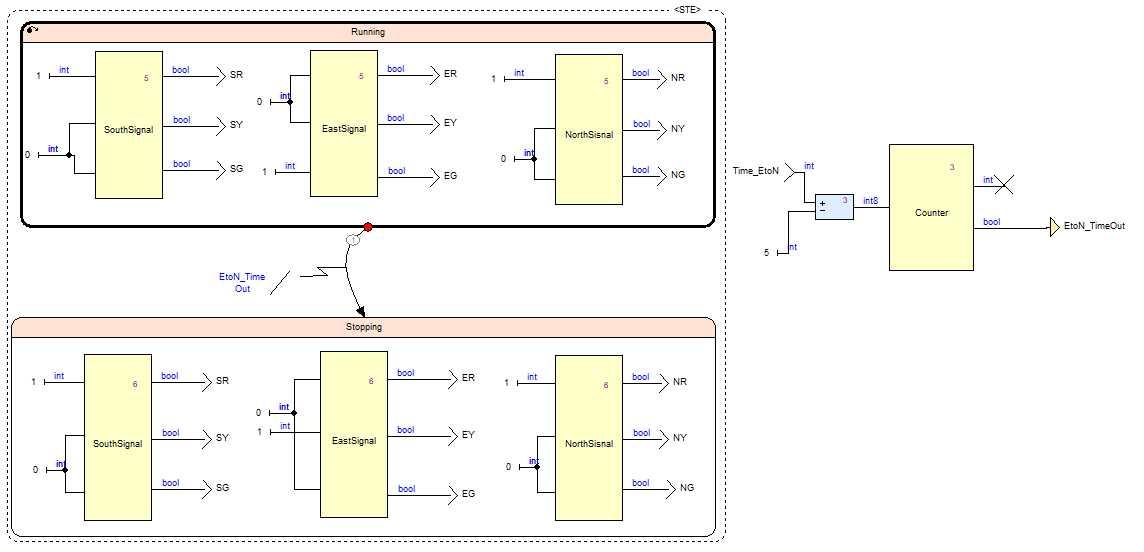 <STE>
Running
1 int 5 bool SR
SouthSignal
bool SY
0 int bool SG
5 bool ER
0 int
EastSignal
bool EY
1 int bool EG
1 int 5 bool NR
NorthSisnal
bool NY
0 int bool NG
1
EtoN_Time
Out
Stopping
1 int 6 bool SR
SouthSignal
bool SY
0 int bool SG
6 bool ER
0 int
1 int
EastSignal
bool EY
bool EG
1 int 6 bool NR
NorthSisnal
bool NY
0 int bool NG
Time_EtoN int
+ 3
−
int8
5 int
3
Counter
int
bool EtoN_TimeOut